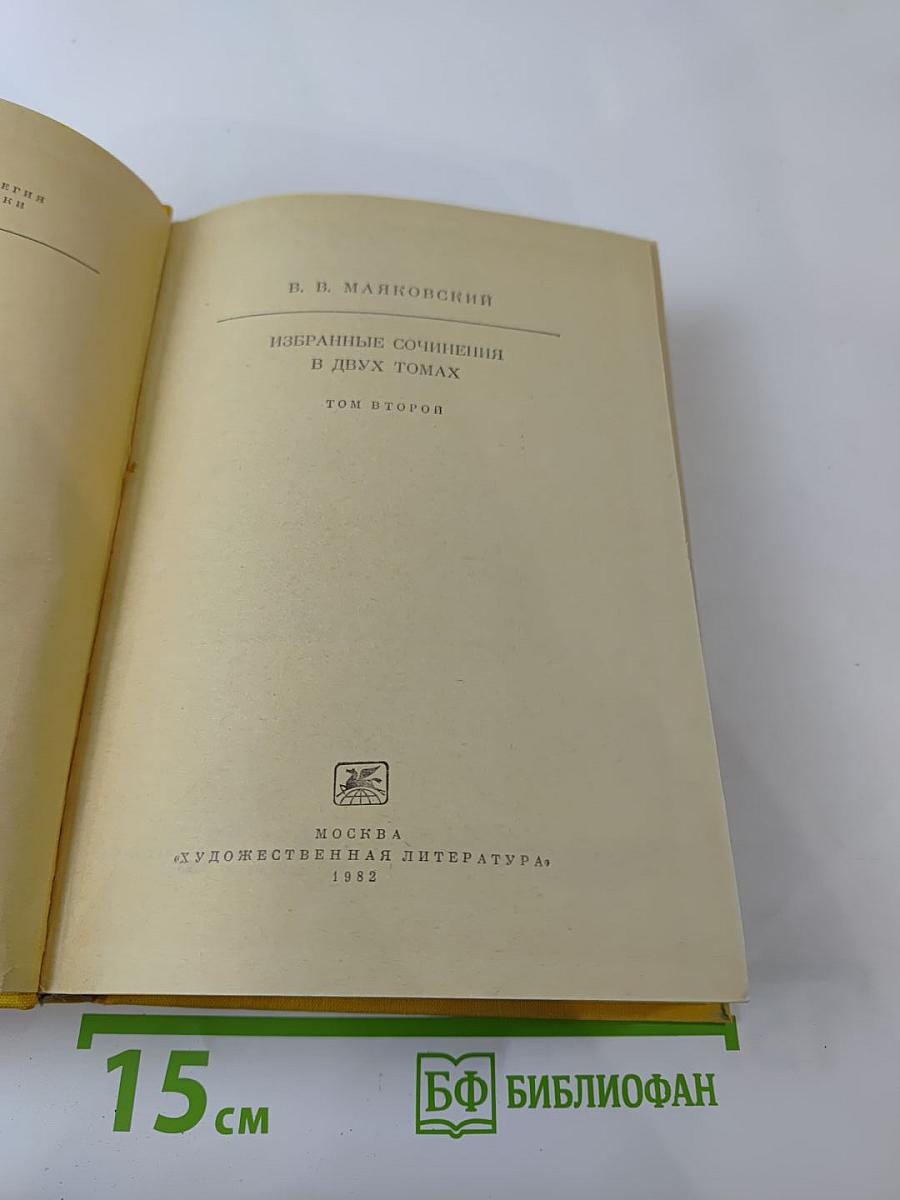 В. В. МАЯКОВСКИЙ
ИЗБРАННЫЕ СОЧИНЕНИЯ
В ДВУХ ТОМАХ
ТОМ ВТОРОЙ
МОСКВА
«ХУДОЖЕСТВЕННАЯ ЛИТЕРАТУРА»
1982
15 см
БФ БИБЛИОФАН